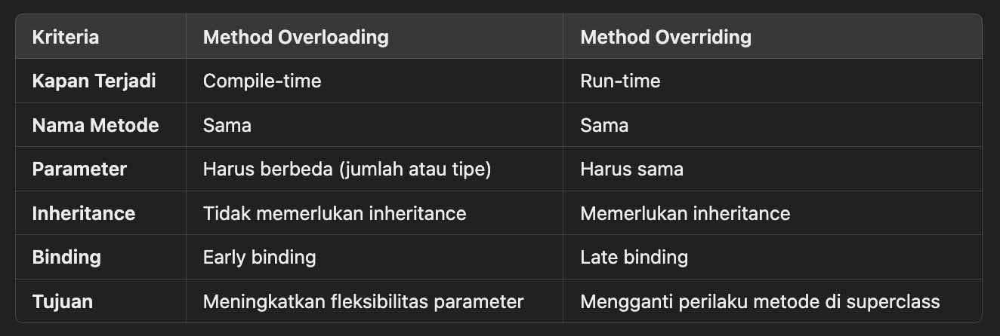 Kriteria Method Overloading Method Overriding
Kapan Terjadi Compile-time Run-time
Nama Metode Sama Sama
Parameter Harus berbeda (jumlah atau tipe) Harus sama
Inheritance Tidak memerlukan inheritance Memerlukan inheritance
Binding Early binding Late binding
Tujuan Meningkatkan fleksibilitas parameter Mengganti perilaku metode di superclass